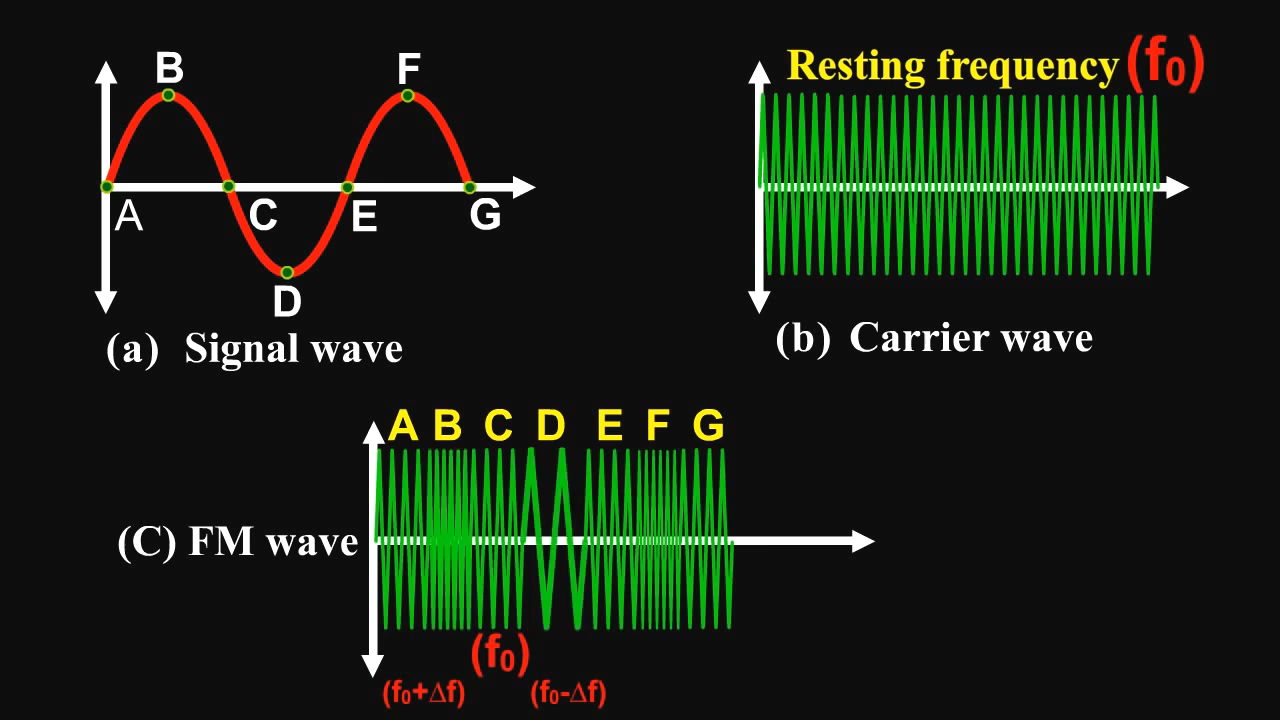 B
F
A
C
E
G
D
(a) Signal wave
Resting frequency (f₀)
(b) Carrier wave
A B C D E F G
(C) FM wave
(f₀)
(f₀+Δf)
(f₀-Δf)